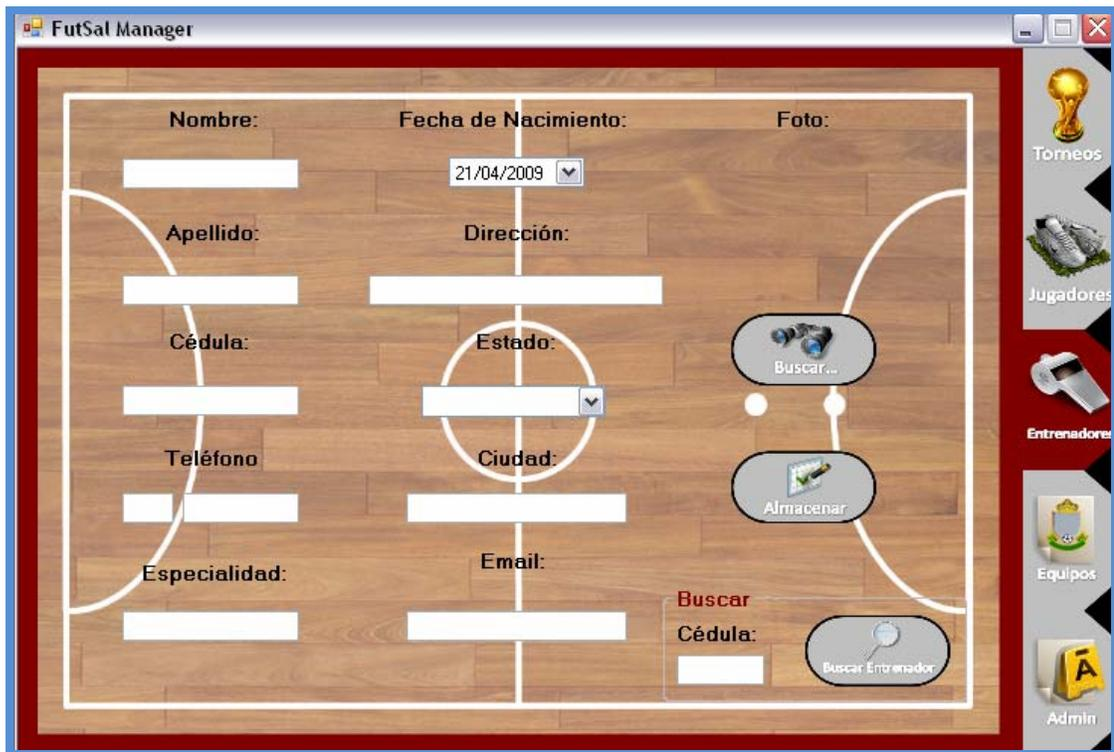 FutSal Manager
Nombre:
Fecha de Nacimiento:
Foto:
21/04/2009
Apellido:
Dirección:
Cédula:
Estado:
Buscar...
Teléfono
Ciudad:
Almacenar
Especialidad:
Email:
Buscar
Cédula:
Buscar Entrenador
Torneos
Jugadores
Entrenadores
Equipos
Admin